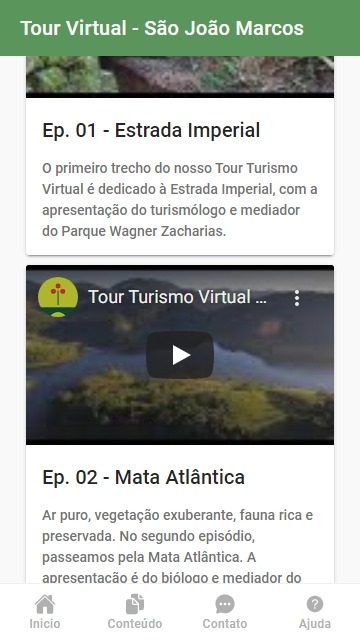 Tour Virtual - São João Marcos
Ep. 01 - Estrada Imperial
O primeiro trecho do nosso Tour Turismo
Virtual é dedicado à Estrada Imperial, com a
apresentação do turismólogo e mediador
do Parque Wagner Zacharias.
Tour Turismo Virtual ...
Ep. 02 - Mata Atlântica
Ar puro, vegetação exuberante, fauna rica e
preservada. No segundo episódio,
passeamos pela Mata Atlântica. A
apresentação é do biólogo e mediador do
Inicio
Conteúdo
Contato
Ajuda